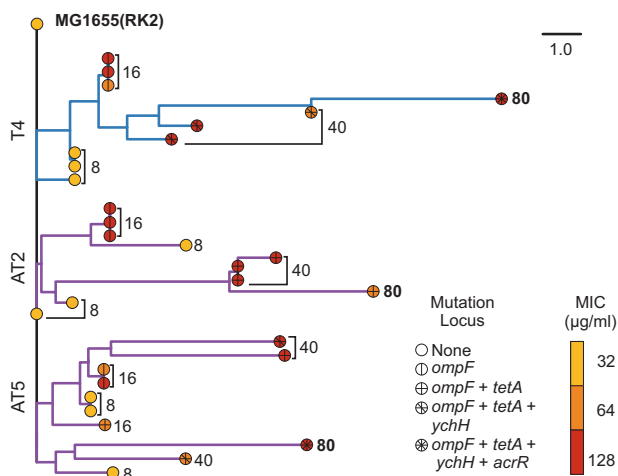 MG1655(RK2)
1.0
16
80
T4
40
8
16
8
AT2
40
80
8
Mutation
Locus
MIC
(µg/ml)
None
ompF
ompF + tetA
ompF + tetA +
ychH
ompF + tetA +
ychH + acrR
32
64
128
40
AT5
16
8
16
80
40
8